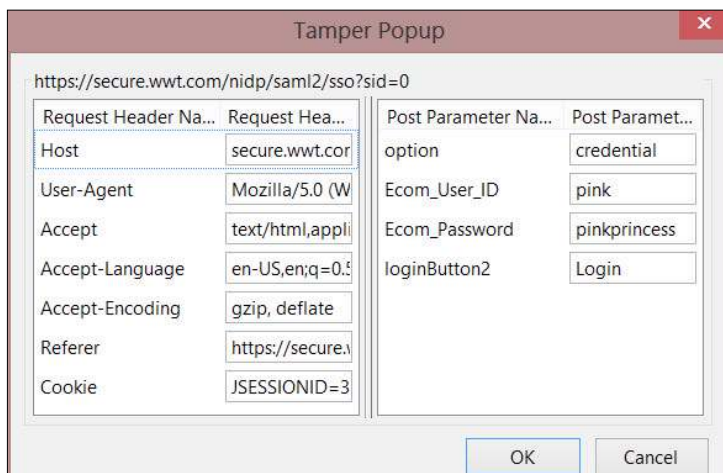 Tamper Popup
https://secure.wwt.com/nidp/saml2/sso?sid=0
Request Header Na... Request Hea... Post Parameter Na... Post Paramet...
Host secure.wwt.cor option credential
User-Agent Mozilla/5.0 (W Ecom_User_ID pink
Accept text/html,appli Ecom_Password pinkprincess
Accept-Language en-US,en;q=0.5 loginButton2 Login
Accept-Encoding gzip, deflate
Referer https://secure.w
Cookie JSESSIONID=3
OK Cancel